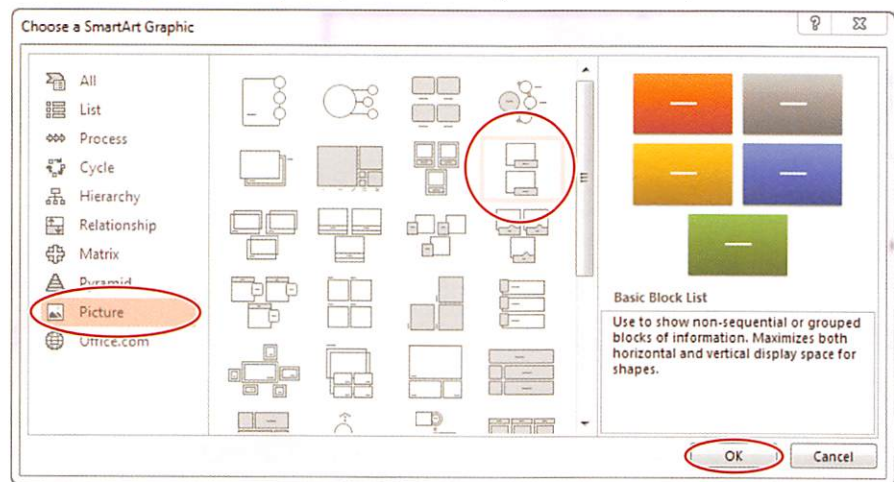 Choose a SmartArt Graphic
All
List
Process
Cycle
Hierarchy
Relationship
Matrix
Pyramid
Picture
Office.com
Basic Block List
Use to show non-sequential or grouped
blocks of information. Maximizes both
horizontal and vertical display space for
shapes.
OK
Cancel